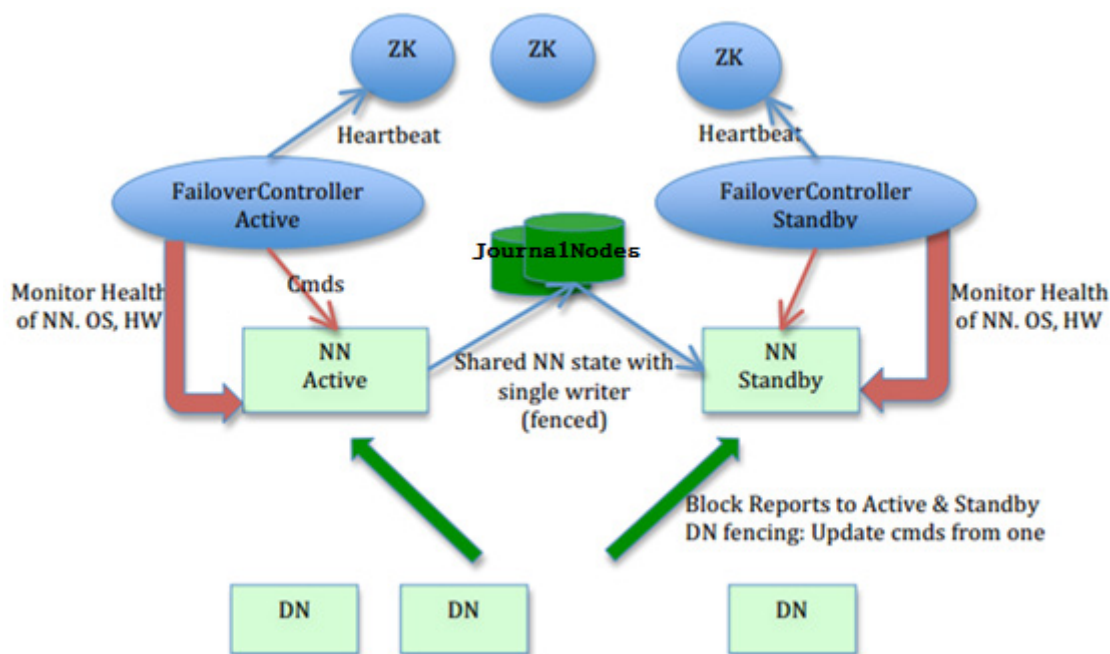 ZK
ZK
ZK
Heartbeat
Heartbeat
FailoverController
Active
FailoverController
Standby
JournalNodes
Cmds
Monitor Health
of NN. OS, HW
Monitor Health
of NN. OS, HW
NN
Active
Shared NN state with
single writer
(fenced)
NN
Standby
Block Reports to Active & Standby
DN fencing: Update cmds from one
DN
DN
DN